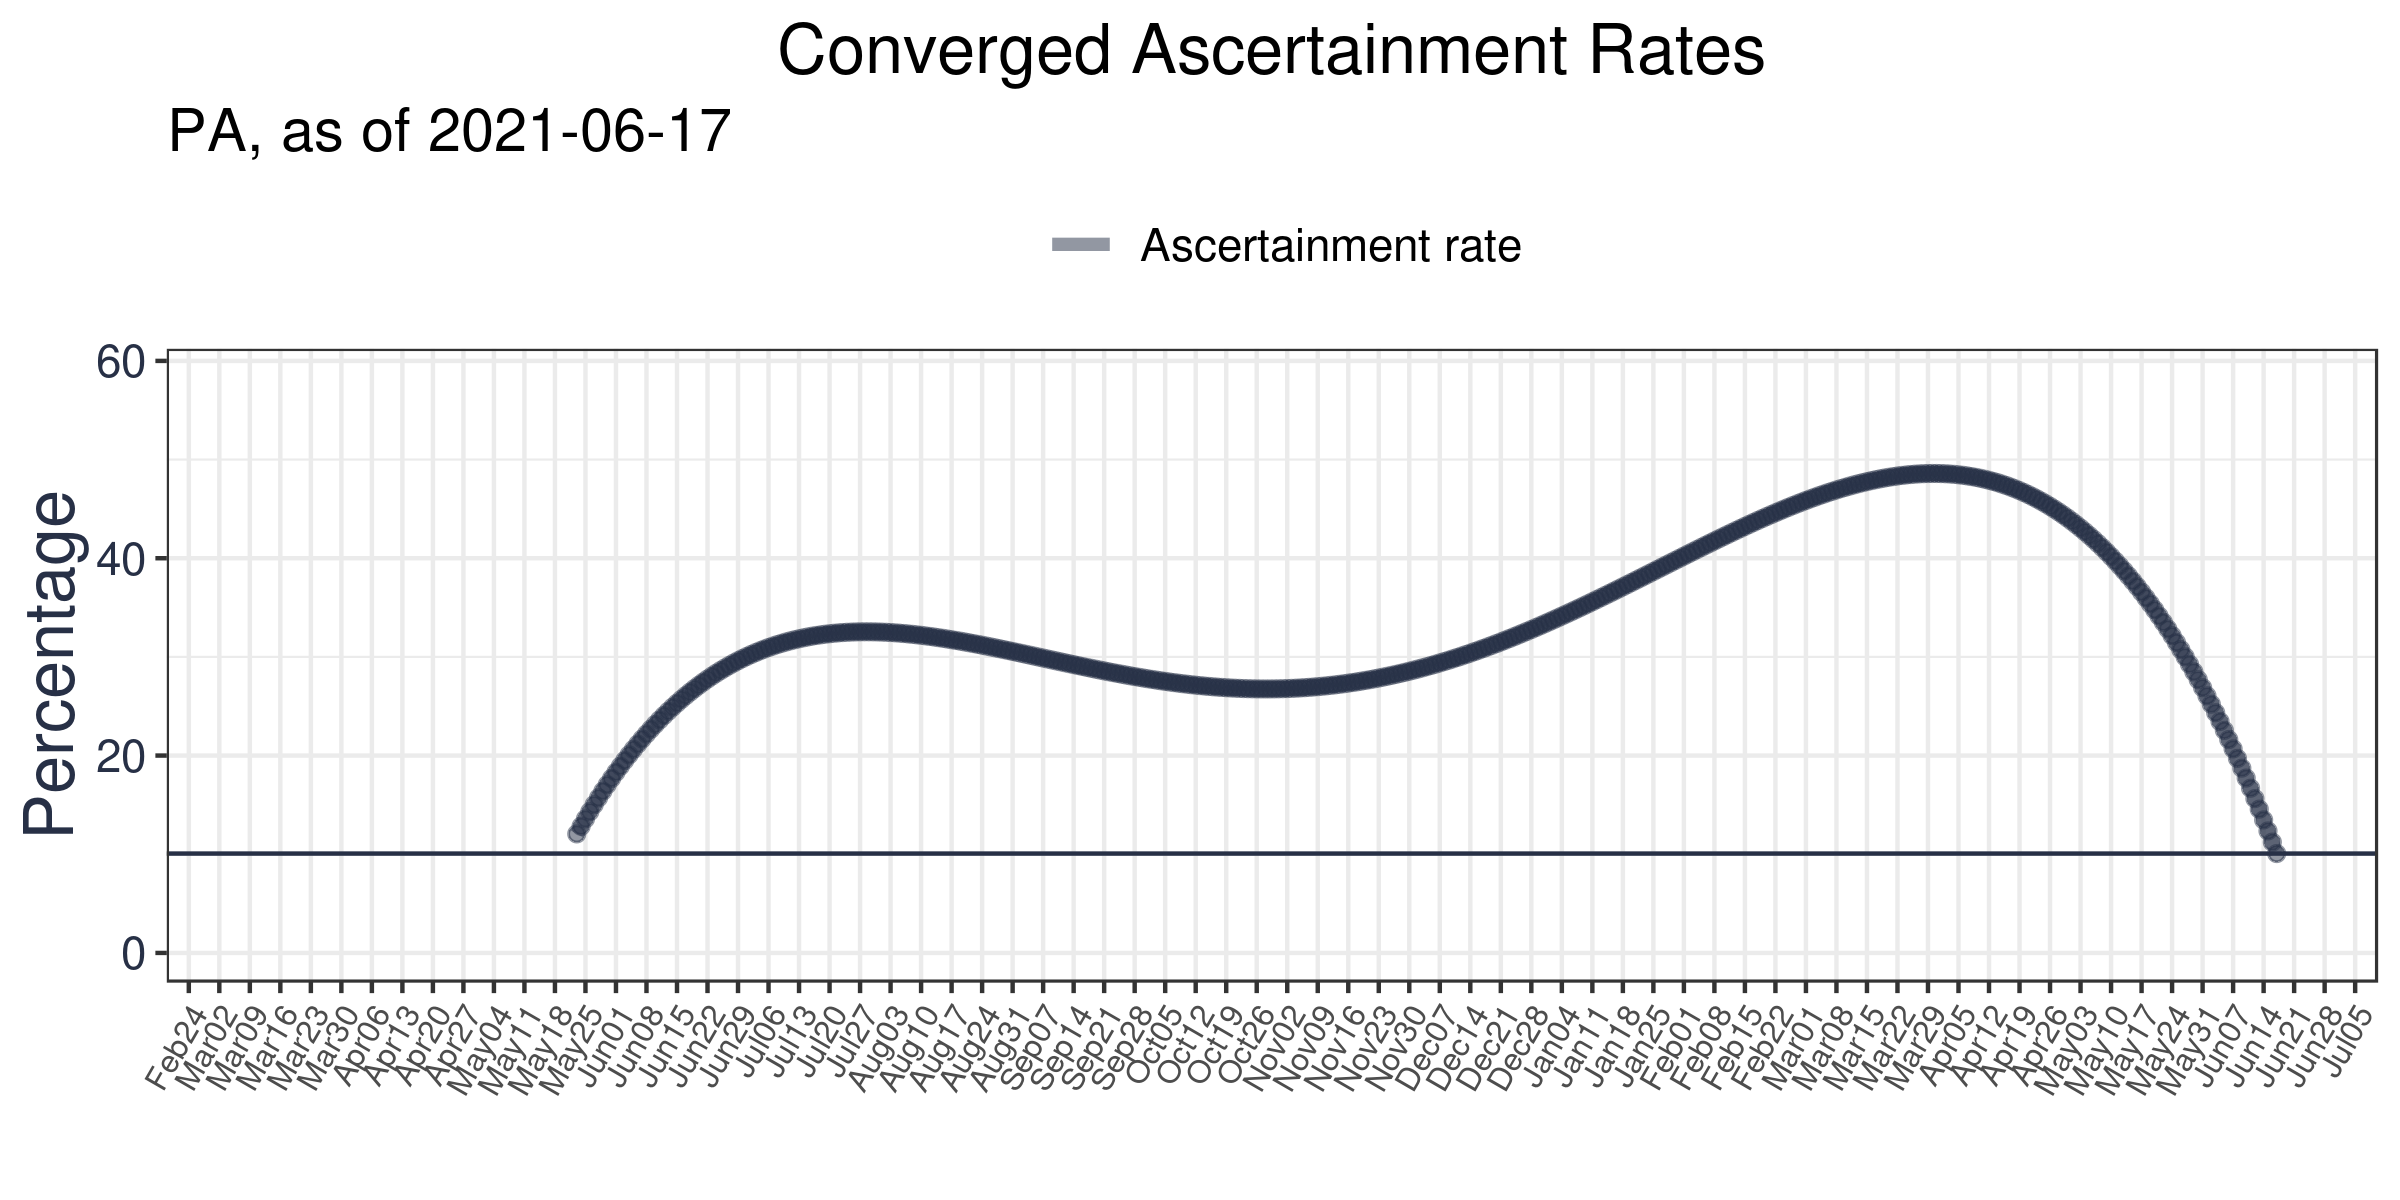 Converged Ascertainment Rates
PA, as of 2021-06-17
Ascertainment rate
Percentage
60
40
20
0
Feb24
Mar02
Mar09
Mar16
Mar23
Mar30
Apr06
Apr13
Apr20
Apr27
May04
May11
May18
May25
Jun01
Jun08
Jun15
Jun22
Jun29
Jul06
Jul13
Jul20
Jul27
Aug03
Aug10
Aug17
Aug24
Aug31
Sep07
Sep14
Sep21
Sep28
Oct05
Oct12
Oct19
Oct26
Nov02
Nov09
Nov16
Nov23
Nov30
Dec07
Dec14
Dec21
Dec28
Jan04
Jan11
Jan18
Jan25
Feb01
Feb08
Feb15
Feb22
Mar01
Mar08
Mar15
Mar22
Mar29
Apr05
Apr12
Apr19
Apr26
May03
May10
May17
May24
May31
Jun07
Jun14
Jun21
Jun28
Jul05